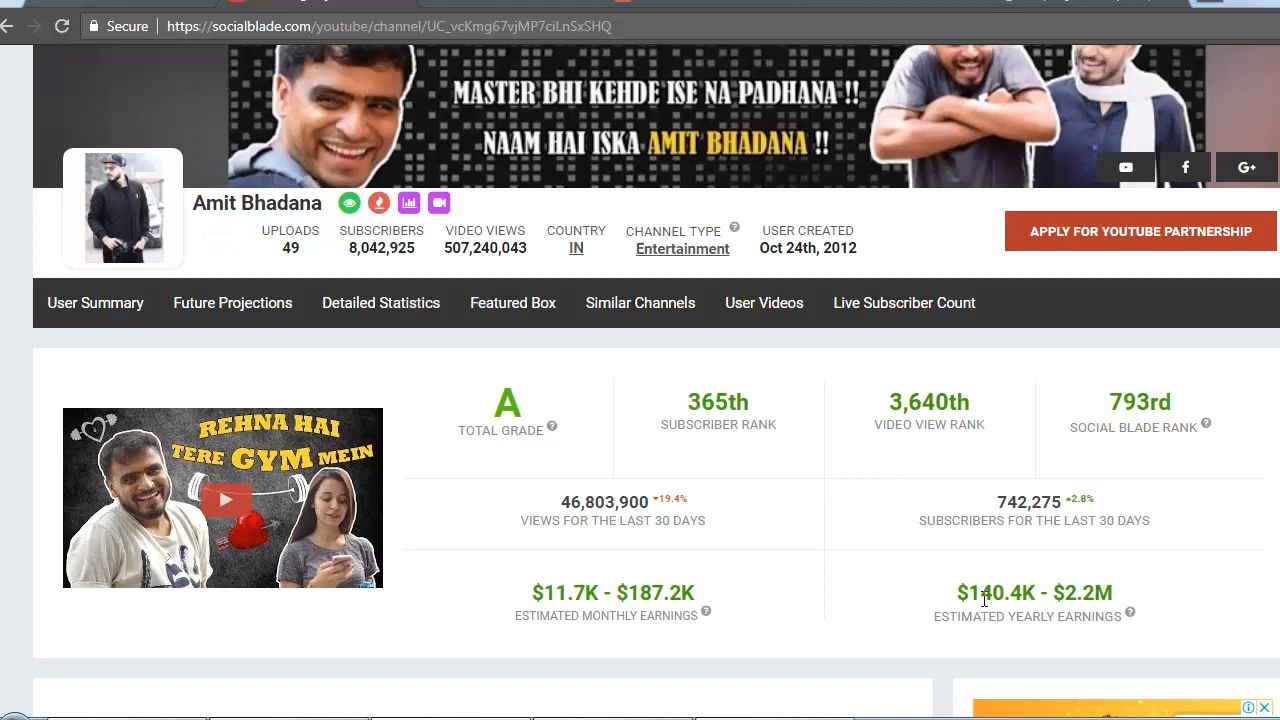 Secure
https://socialblade.com/youtube/channel/UC_vcKmg67vjMP7ciLnSxSHQ
MASTER BHI KEHDE ISE NA PADHANA !!
NAAM HAI ISKA AMIT BHADANA !!
G+
Amit Bhadana
UPLOADS
49
SUBSCRIBERS
8,042,925
VIDEO VIEWS
507,240,043
COUNTRY
IN
CHANNEL TYPE
Entertainment
USER CREATED
Oct 24th, 2012
APPLY FOR YOUTUBE PARTNERSHIP
User Summary
Future Projections
Detailed Statistics
Featured Box
Similar Channels
User Videos
Live Subscriber Count
REHNA HAI
TERE GYM MEIN
A
TOTAL GRADE
365th
SUBSCRIBER RANK
3,640th
VIDEO VIEW RANK
793rd
SOCIAL BLADE RANK
46,803,900 19.4%
VIEWS FOR THE LAST 30 DAYS
742,275 2.8%
SUBSCRIBERS FOR THE LAST 30 DAYS
$11.7K - $187.2K
ESTIMATED MONTHLY EARNINGS
$140.4K - $2.2M
ESTIMATED YEARLY EARNINGS